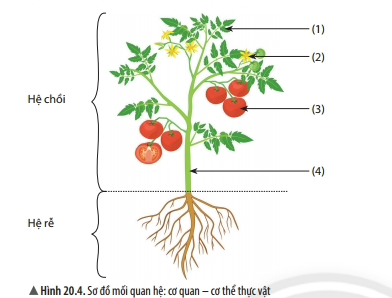 (1)
(2)
Hệ chồi
(3)
(4)
Hệ rễ
▲ Hình 20.4. Sơ đồ mối quan hệ: cơ quan – cơ thể thực vật